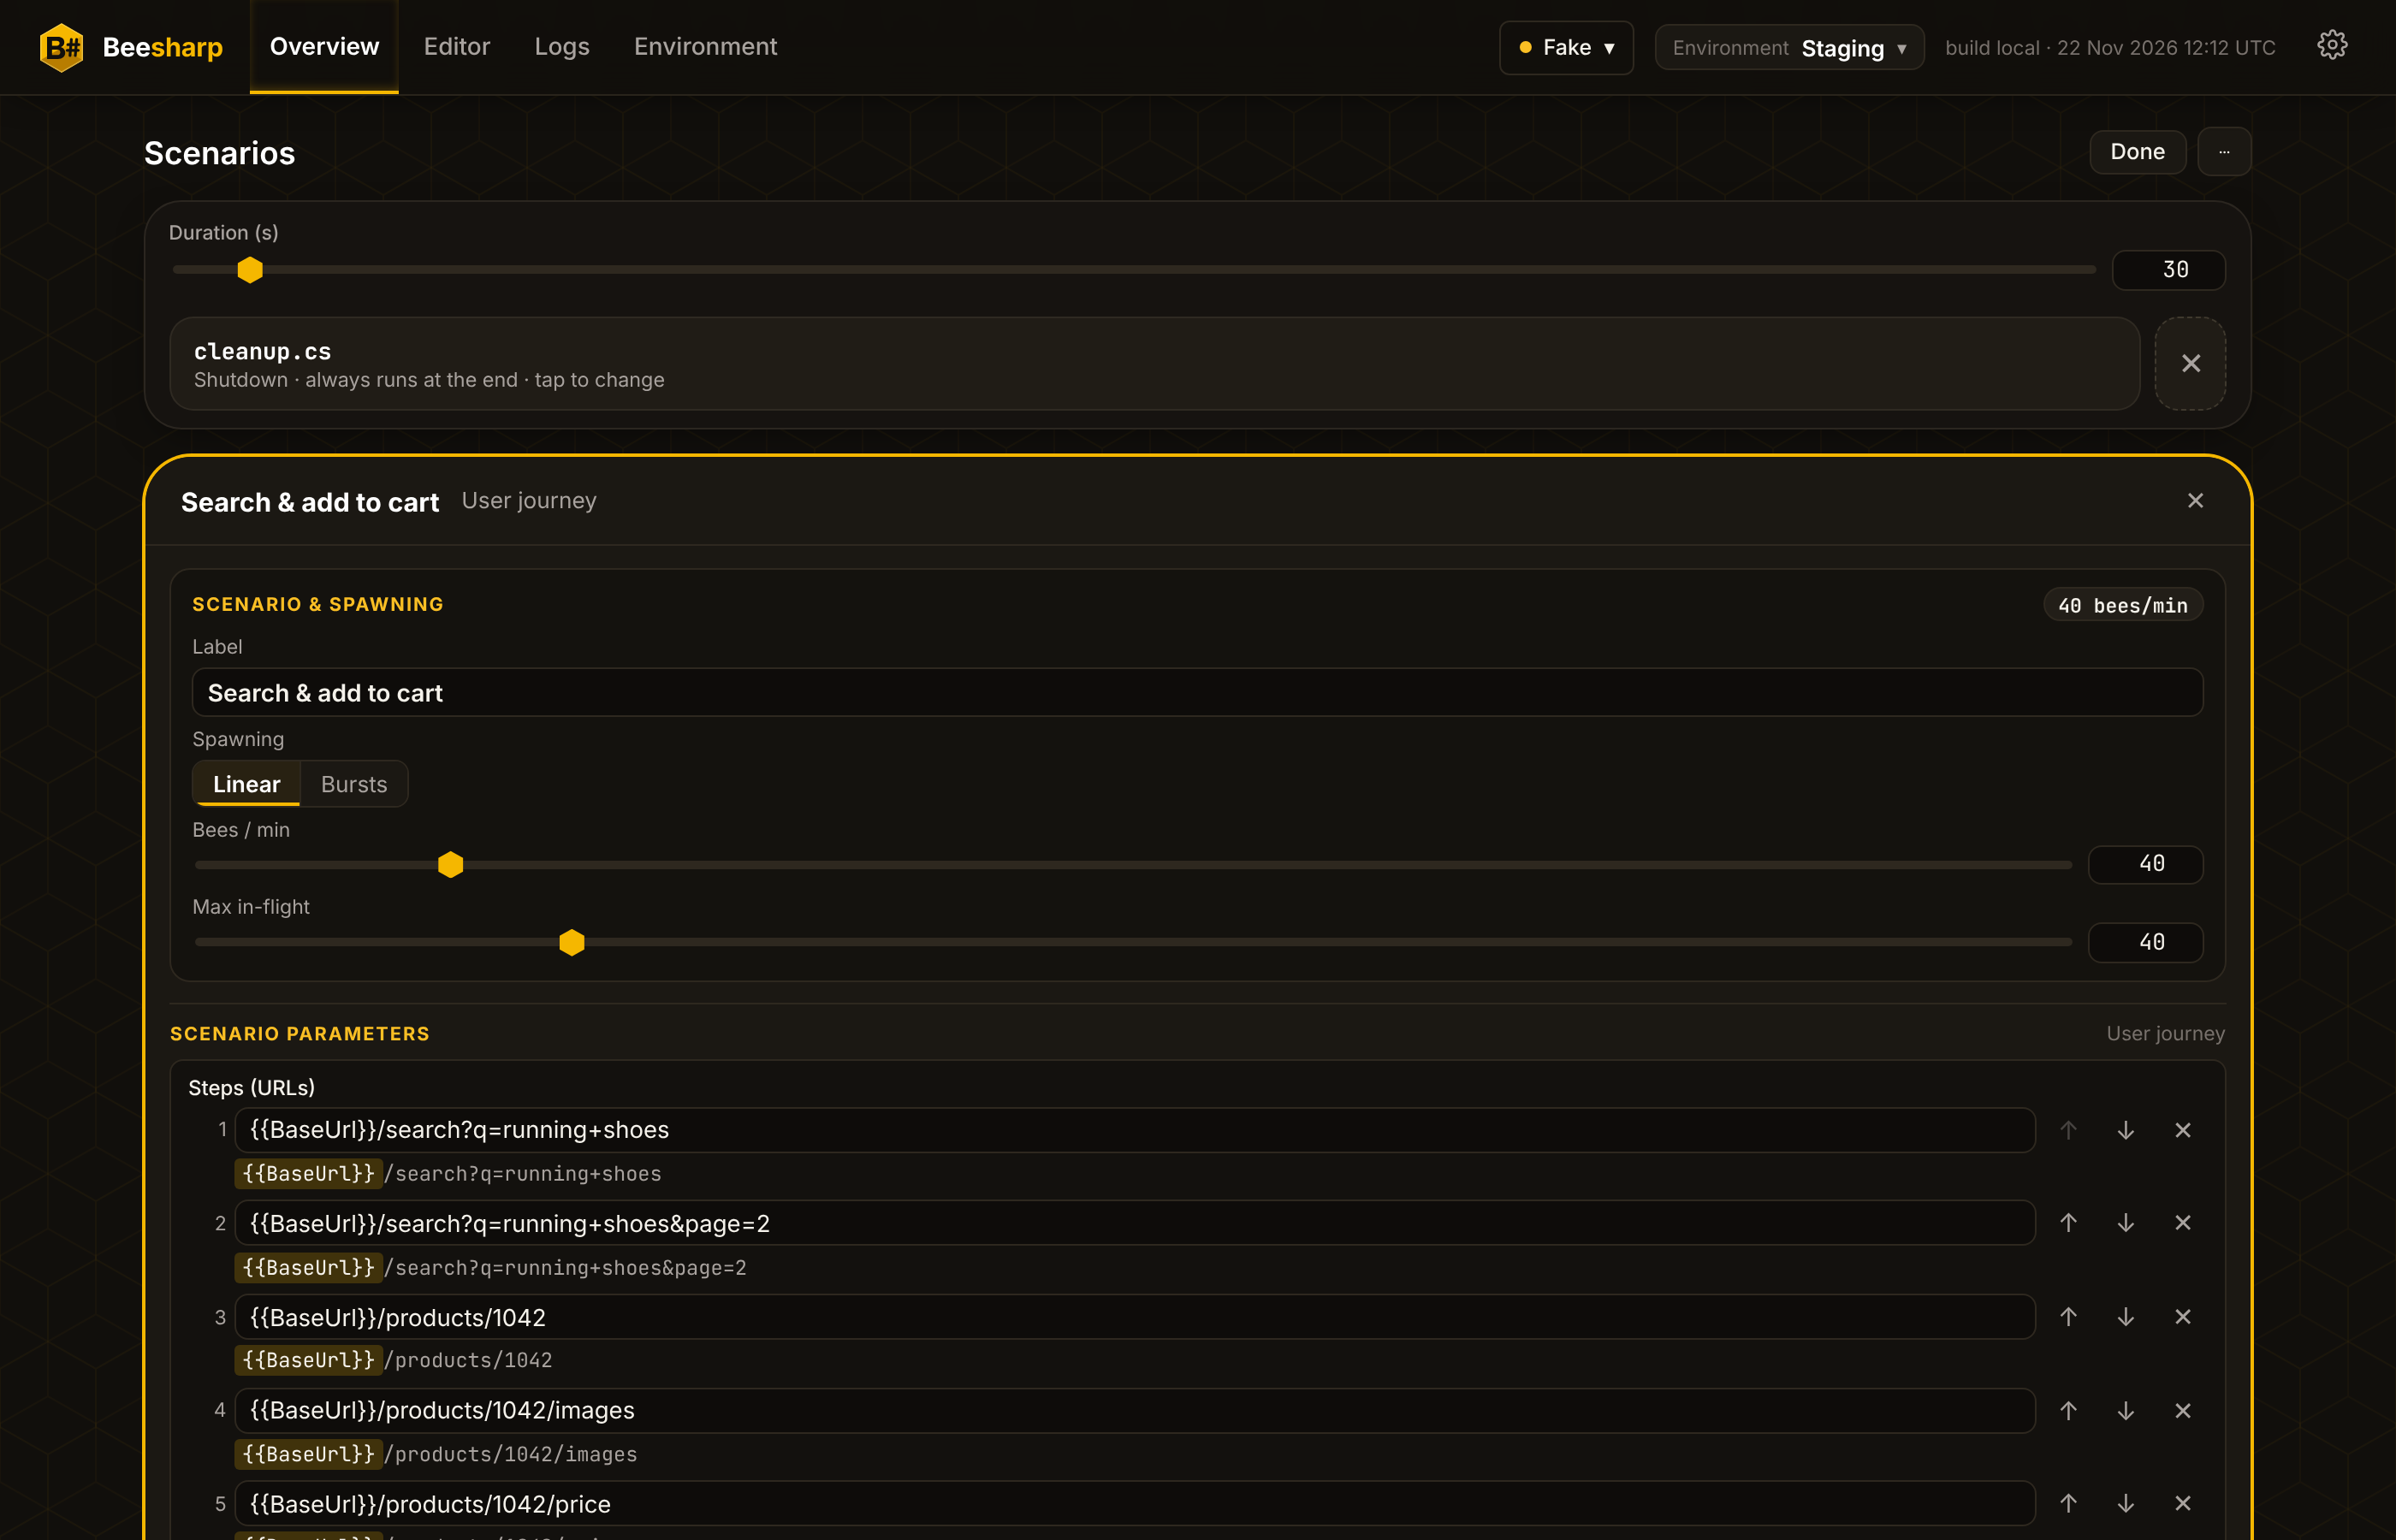 B# Beesharp Overview Editor Logs Environment Fake ▾ Environment Staging ▾ build local · 22 Nov 2026 12:12 UTC
Scenarios Done ...
Duration (s)
30
cleanup.cs
Shutdown · always runs at the end · tap to change
Search & add to cart User journey
SCENARIO & SPAWNING 40 bees/min
Label
Search & add to cart
Spawning
Linear Bursts
Bees / min
40
Max in-flight
40
SCENARIO PARAMETERS User journey
Steps (URLs)
1 {{BaseUrl}}/search?q=running+shoes
{{BaseUrl}}/search?q=running+shoes
2 {{BaseUrl}}/search?q=running+shoes&page=2
{{BaseUrl}}/search?q=running+shoes&page=2
3 {{BaseUrl}}/products/1042
{{BaseUrl}}/products/1042
4 {{BaseUrl}}/products/1042/images
{{BaseUrl}}/products/1042/images
5 {{BaseUrl}}/products/1042/price